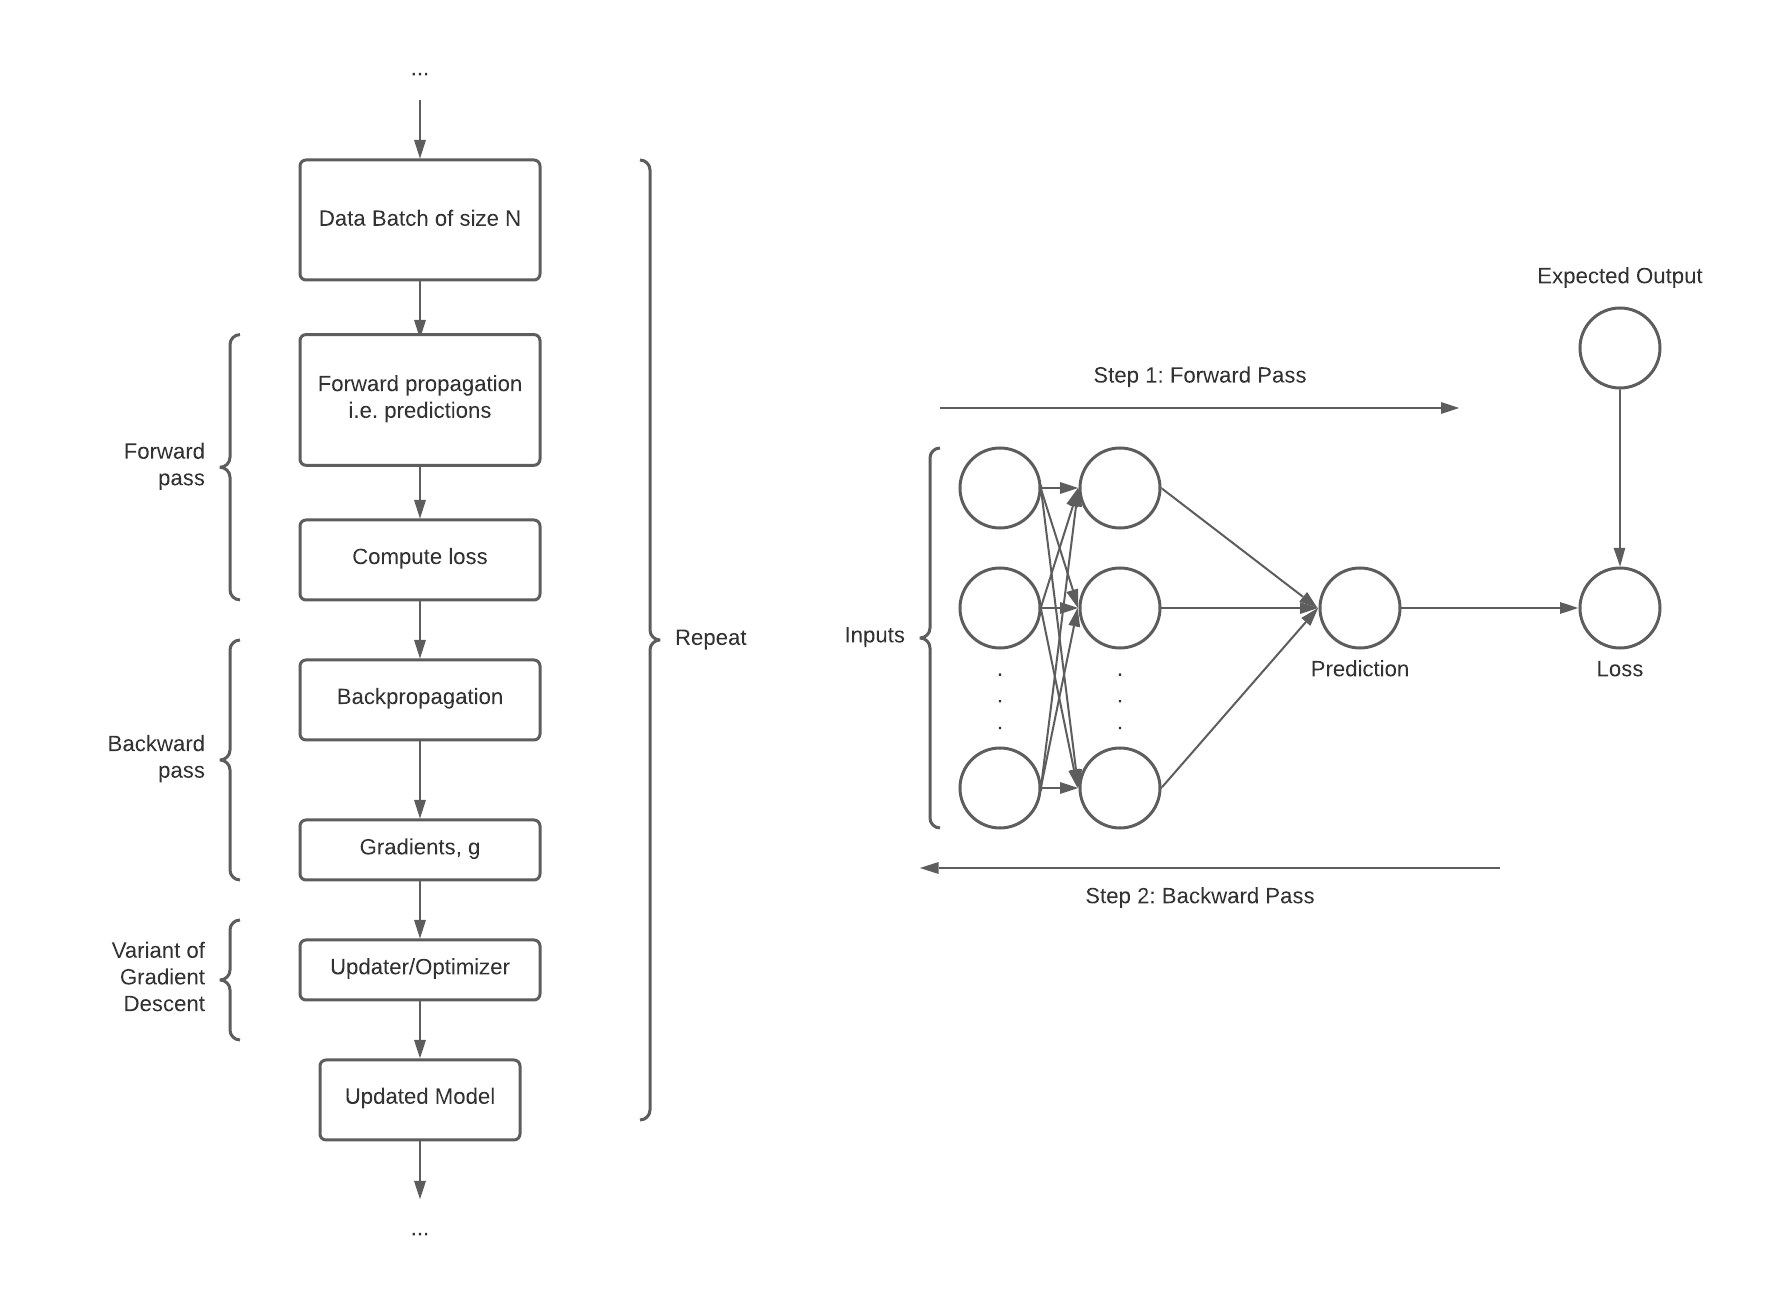 ...
Data Batch of size N
Forward propagation
i.e. predictions
Forward
pass
Compute loss
Backpropagation
Backward
pass
Gradients, g
Variant of
Gradient
Descent
Updater/Optimizer
Updated Model
...
Repeat
Expected Output
Step 1: Forward Pass
Inputs
.
.
.
.
.
.
Prediction
Loss
Step 2: Backward Pass